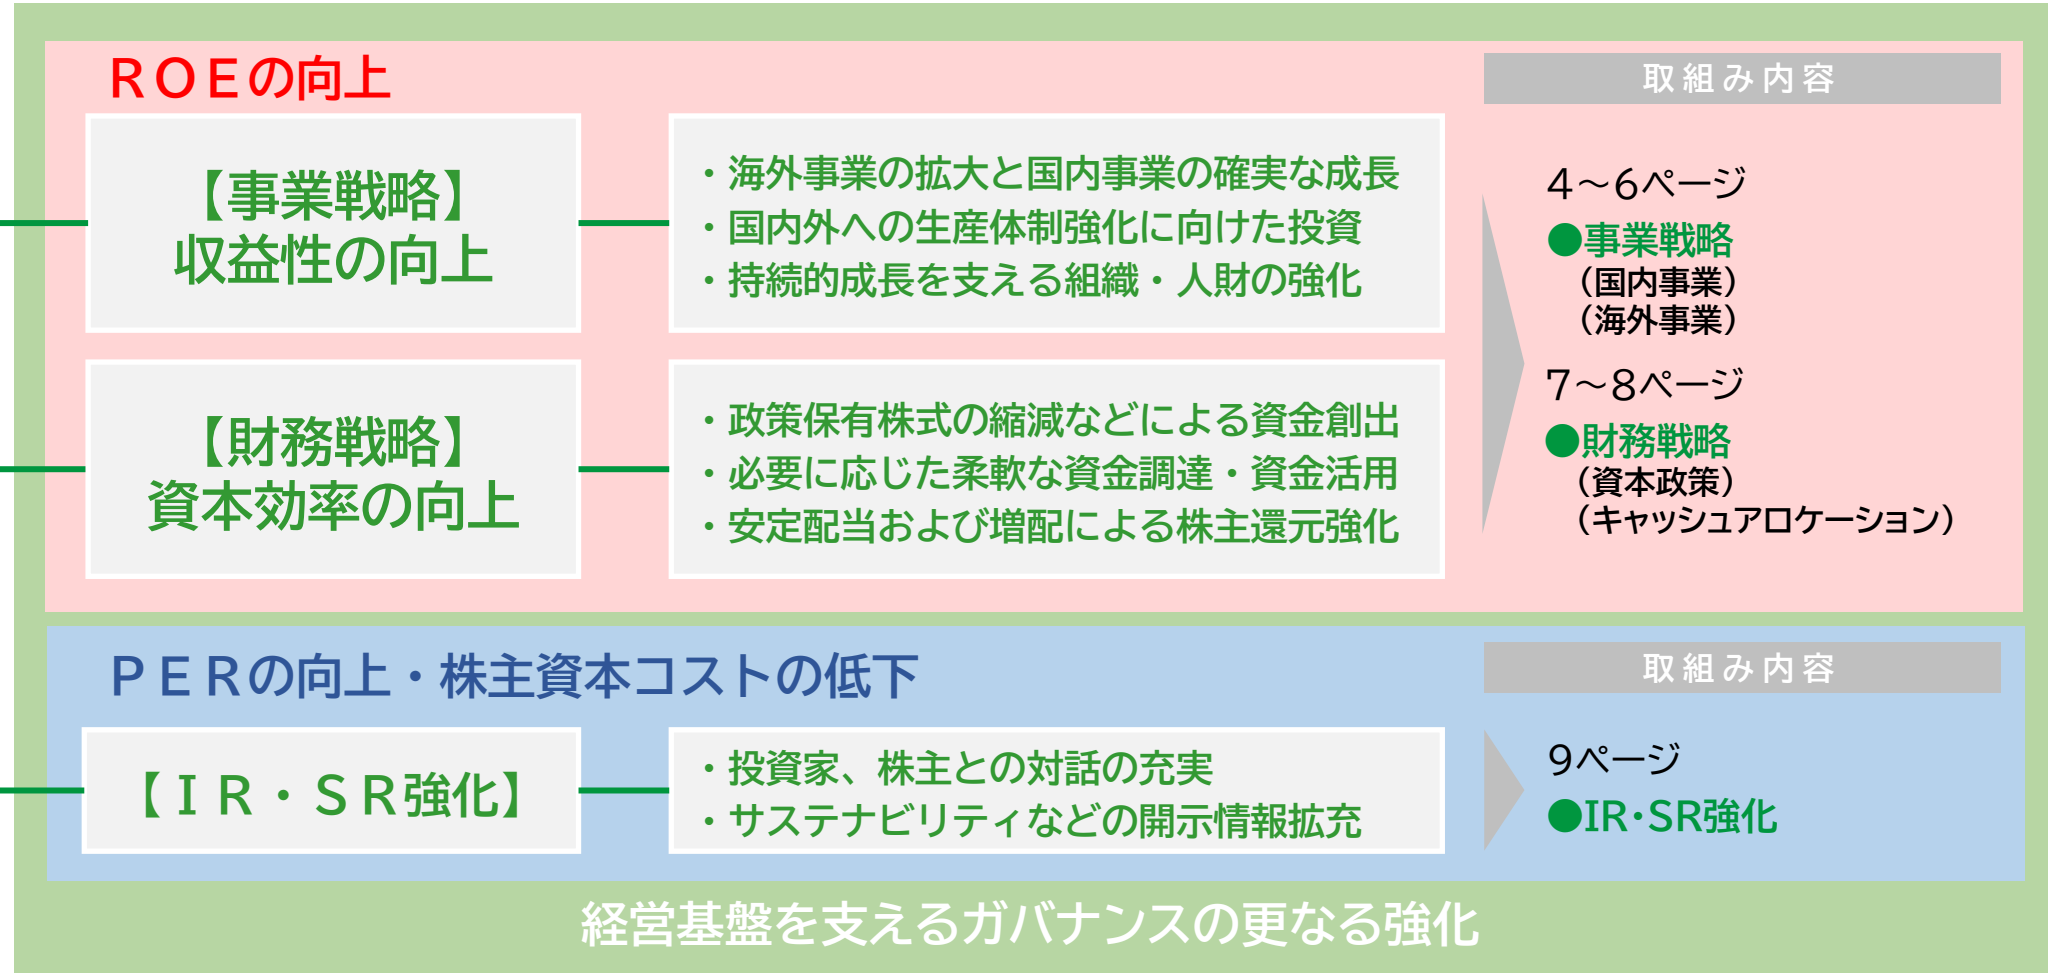 ＲＯＥの向上
取組み内容
【事業戦略】
収益性の向上
・海外事業の拡大と国内事業の確実な成長
・国内外への生産体制強化に向けた投資
・持続的成長を支える組織・人財の強化
4～6ページ
●事業戦略
（国内事業）
（海外事業）
【財務戦略】
資本効率の向上
・政策保有株式の縮減などによる資金創出
・必要に応じた柔軟な資金調達・資金活用
・安定配当および増配による株主還元強化
7～8ページ
●財務戦略
（資本政策）
（キャッシュアロケーション）
ＰＥＲの向上・株主資本コストの低下
取組み内容
【ＩＲ・ＳＲ強化】
・投資家、株主との対話の充実
・サステナビリティなどの開示情報拡充
9ページ
●IR・SR強化
経営基盤を支えるガバナンスの更なる強化